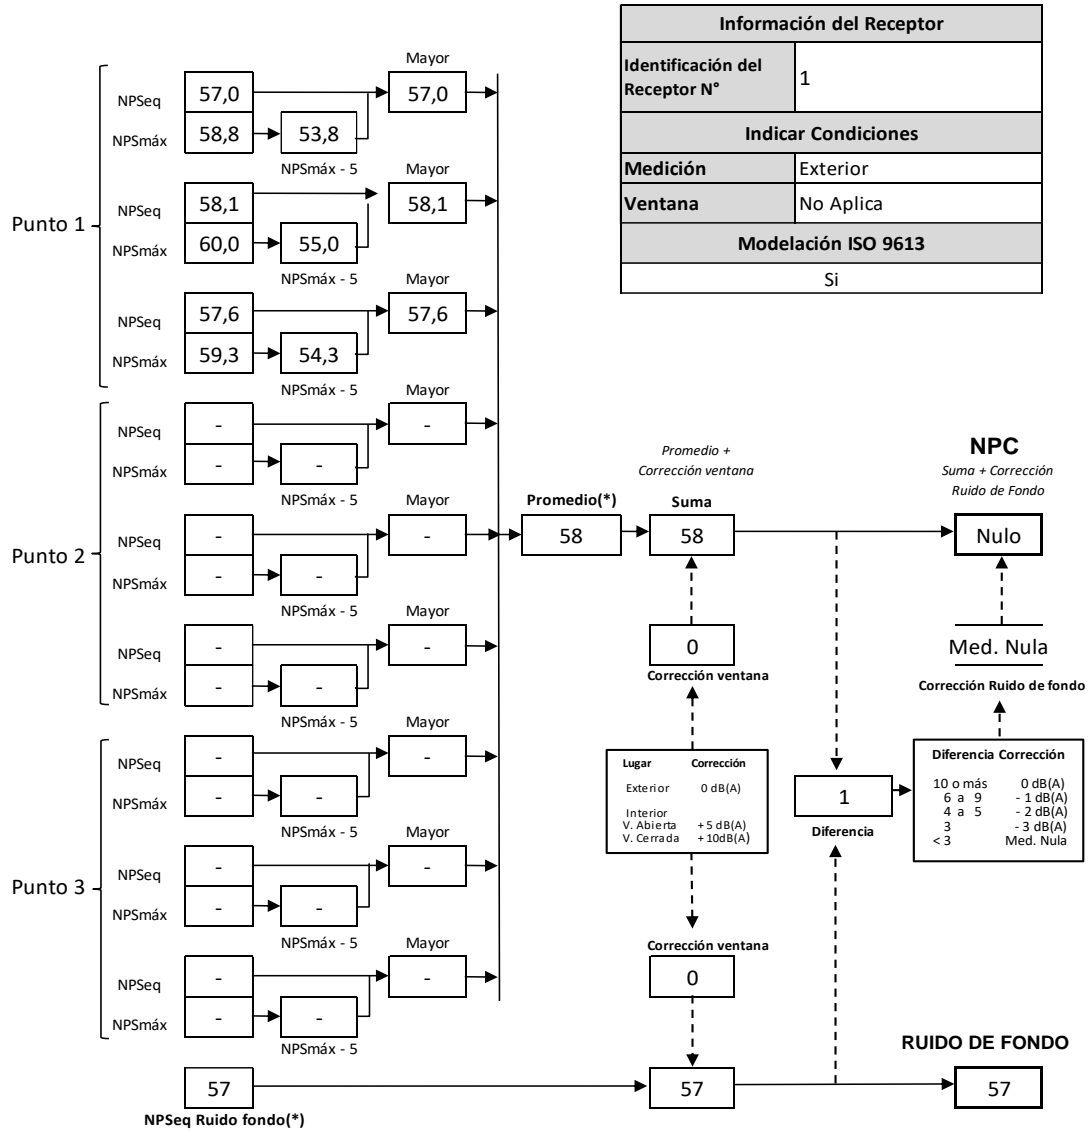 Información del Receptor
Identificación del
Receptor N°
1
Indicar Condiciones
Medición
Exterior
Ventana
No Aplica
Modelación ISO 9613
Si
Punto 1
Mayor
NPSeq
57,0
57,0
NPSmáx
58,8
53,8
NPSmáx - 5
Mayor
NPSeq
58,1
58,1
NPSmáx
60,0
55,0
NPSmáx - 5
Mayor
NPSeq
57,6
57,6
NPSmáx
59,3
54,3
NPSmáx - 5
Punto 2
Mayor
NPSeq
-
-
NPSmáx
-
-
NPSmáx - 5
Mayor
NPSeq
-
-
NPSmáx
-
-
NPSmáx - 5
Mayor
NPSeq
-
-
NPSmáx
-
-
NPSmáx - 5
Punto 3
Mayor
NPSeq
-
-
NPSmáx
-
-
NPSmáx - 5
Mayor
NPSeq
-
-
NPSmáx
-
-
NPSmáx - 5
Mayor
NPSeq
-
-
NPSmáx
-
-
NPSmáx - 5
57
NPSeq Ruido fondo(*)
Promedio(*)
58
Promedio +
Corrección ventana
Suma
58
0
Corrección ventana
Lugar Corrección
Exterior 0 dB(A)
Interior
V. Abierta + 5 dB(A)
V. Cerrada + 10dB(A)
Corrección ventana
0
57
1
Diferencia
NPC
Suma + Corrección
Ruido de Fondo
Nulo
Med. Nula
Corrección Ruido de fondo
Diferencia Corrección
10 o más 0 dB(A)
6 a 9 - 1 dB(A)
4 a 5 - 2 dB(A)
3 - 3 dB(A)
< 3 Med. Nula
RUIDO DE FONDO
57